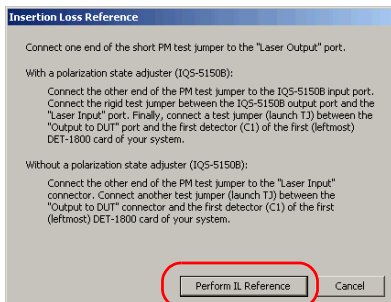 Insertion Loss Reference
Connect one end of the short PM test jumper to the "Laser Output" port.
With a polarization state adjuster (IQS-5150B):
Connect the other end of the PM test jumper to the IQS-5150B input port.
Connect the rigid test jumper between the IQS-5150B output port and the
"Laser Input" port. Finally, connect a test jumper (launch TJ) between the
"Output to DUT" port and the first detector (C1) of the first (leftmost)
DET-1800 card of your system.
Without a polarization state adjuster (IQS-5150B):
Connect the other end of the PM test jumper to the "Laser Input"
connector. Connect another test jumper (launch TJ) between the
"Output to DUT" connector and the first detector (C1) of the first
(leftmost) DET-1800 card of your system.
Perform IL Reference
Cancel